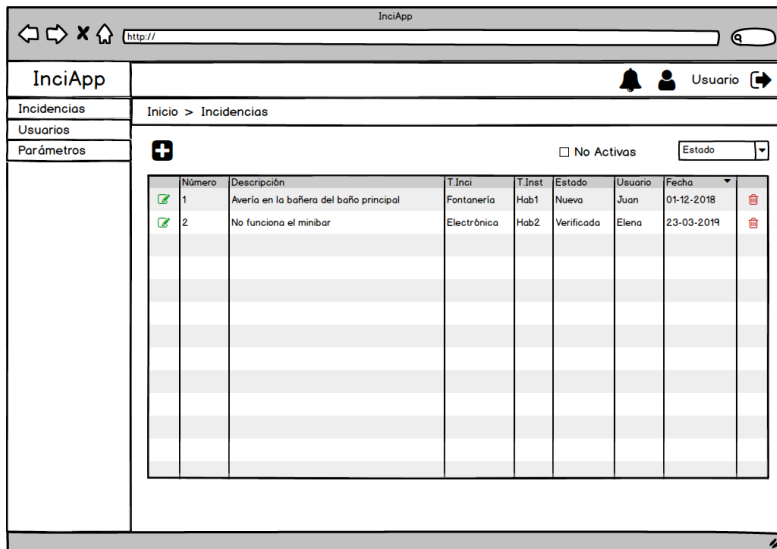 InciApp
http://
InciApp
Usuario
Incidencias
Usuarios
Parámetros
Inicio > Incidencias
No Activas
Estado
Número Descripción T.Inci T.Inst Estado Usuario Fecha
1 Avería en la bañera del baño principal Fontanería Hab1 Nueva Juan 01-12-2018
2 No funciona el minibar Electrónica Hab2 Verificada Elena 23-03-2019